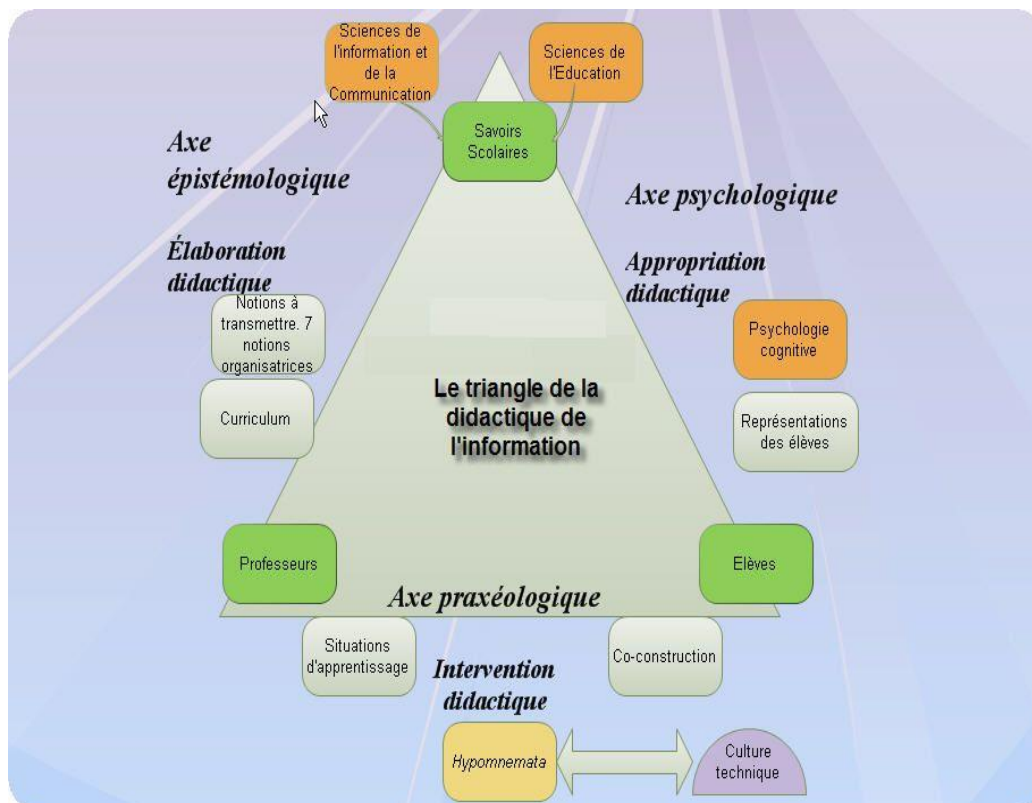 Sciences de
l'information et
de la
Communication
Sciences de
l'Education
Savoirs
Scolaires
Axe
épistémologique
Axe psychologique
Élaboration
didactique
Appropriation
didactique
Notions à
transmettre. 7
notions
organisatrices
Psychologie
cognitive
Le triangle de la
didactique de
l'information
Curriculum
Représentations
des élèves
Professeurs
Elèves
Axe praxéologique
Situations
d'apprentissage
Co-construction
Intervention
didactique
Hypomnemata
Culture
technique